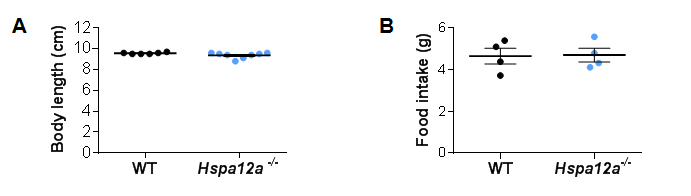 A
Body length (cm)
12
10
8
6
4
2
0
WT
Hspa12a -/-
B
Food intake (g)
6
4
2
0
WT
Hspa12a-/-